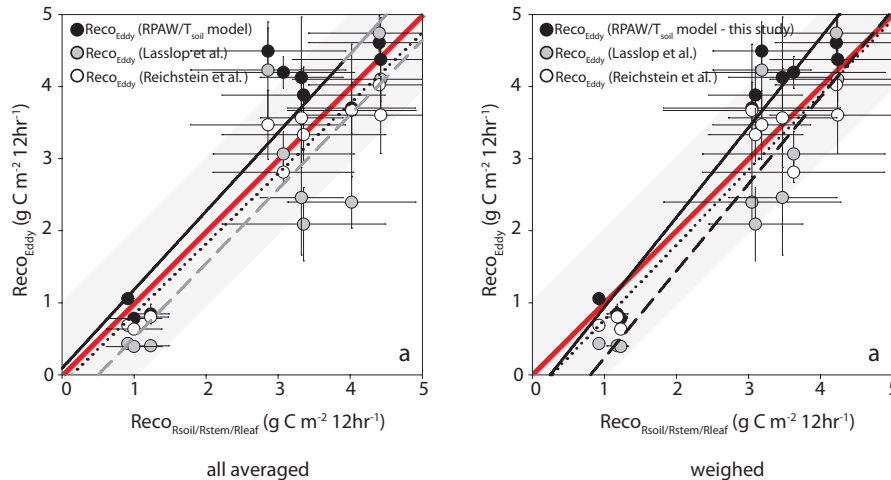 5
4
3
2
1
0
Reco_Eddy (g C m⁻² 12hr⁻¹)
Reco_Eddy (RPAW/T_soil model)
Reco_Eddy (Lasslop et al.)
Reco_Eddy (Reichstein et al.)
a
0 1 2 3 4 5
Reco_Rsoil/Rstem/Rleaf (g C m⁻² 12hr⁻¹)
all averaged
5
4
3
2
1
0
Reco_Eddy (g C m⁻² 12hr⁻¹)
Reco_Eddy (RPAW/T_soil model - this study)
Reco_Eddy (Lasslop et al.)
Reco_Eddy (Reichstein et al.)
a
0 1 2 3 4 5
Reco_Rsoil/Rstem/Rleaf (g C m⁻² 12hr⁻¹)
weighed